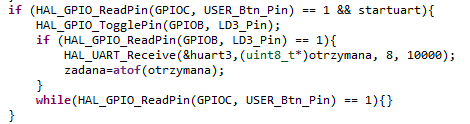 if (HAL_GPIO_ReadPin(GPIOC, USER_Btn_Pin) == 1 && startuart){
HAL_GPIO_TogglePin(GPIOB, LD3_Pin);
if (HAL_GPIO_ReadPin(GPIOB, LD3_Pin) == 1){
HAL_UART_Receive(&huart3,(uint8_t*)otrzymana, 8, 10000);
zadana=atof(otrzymana);
}
while(HAL_GPIO_ReadPin(GPIOC, USER_Btn_Pin) == 1){}
}